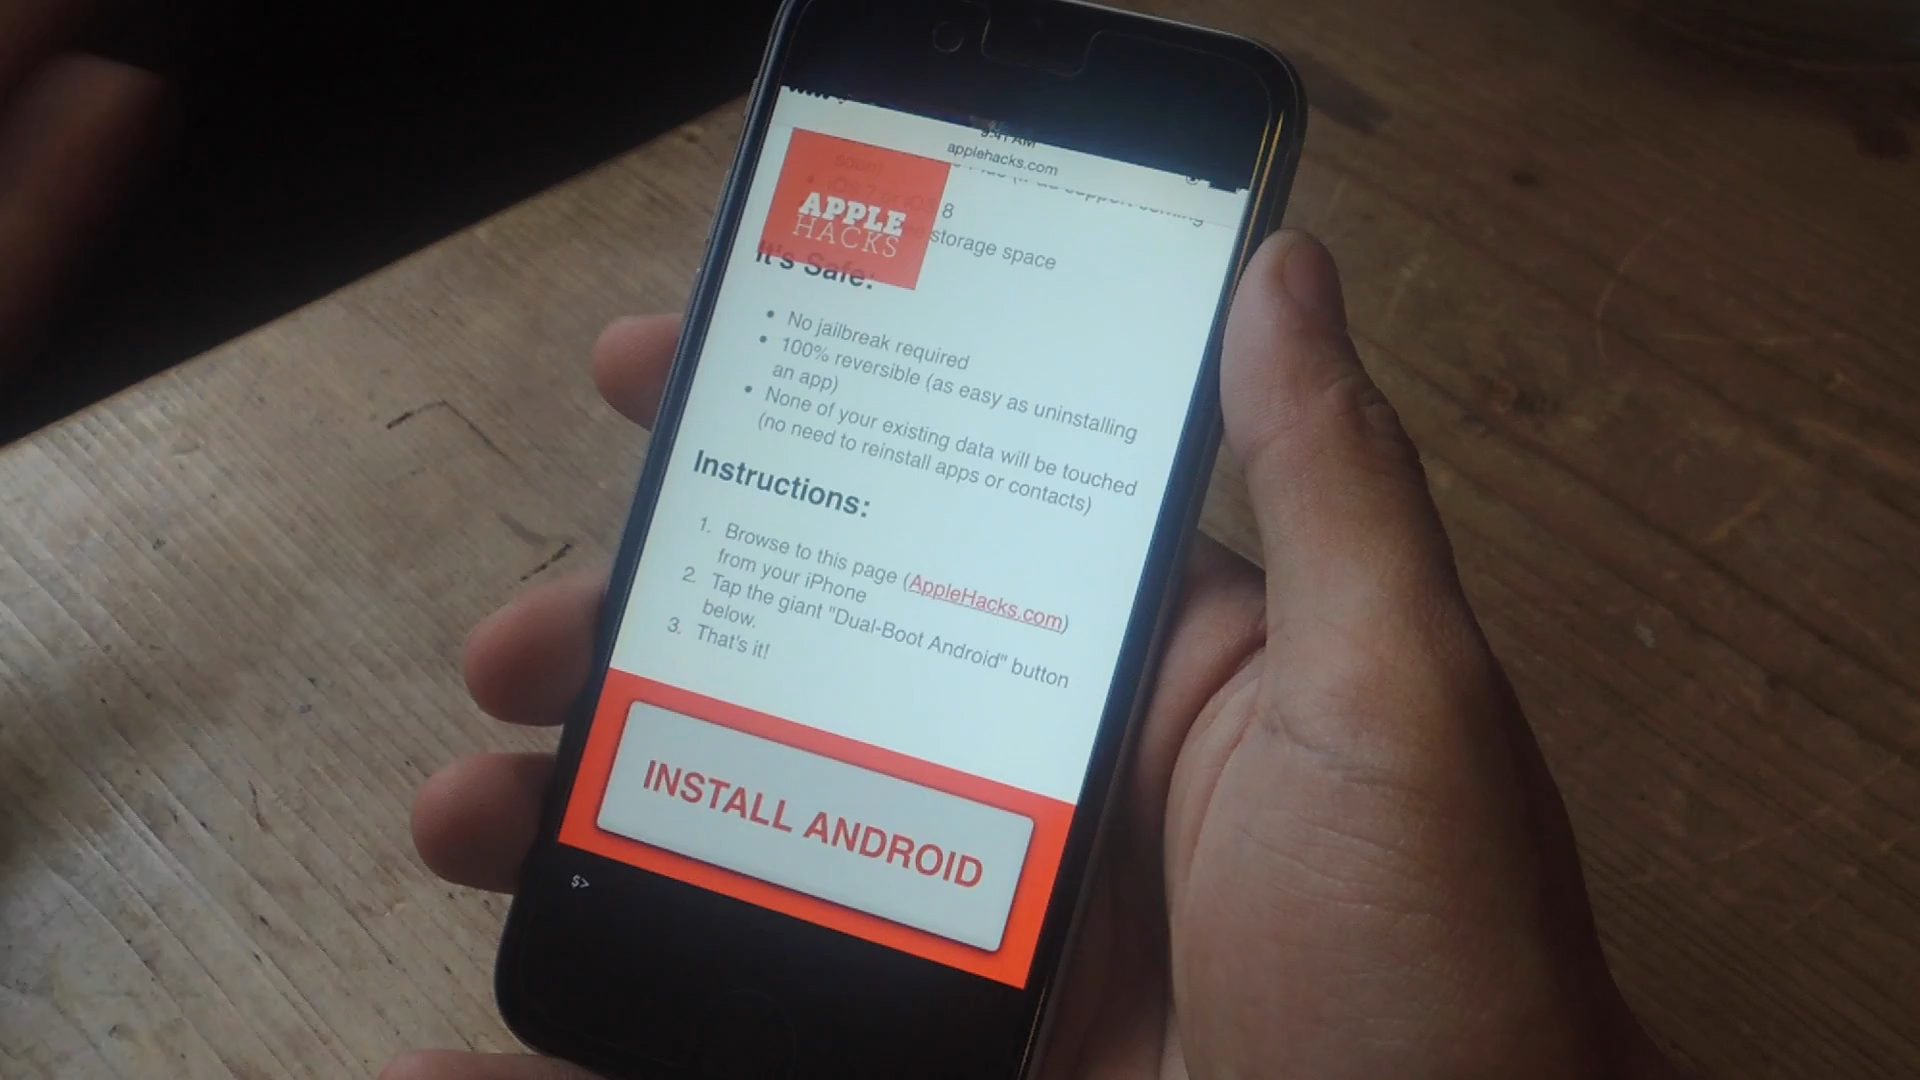 9:41 AM
applehacks.com
soon)
8
storage space
APPLE
HACKS
It's Safe:
• No jailbreak required
• 100% reversible (as easy as uninstalling
an app)
• None of your existing data will be touched
(no need to reinstall apps or contacts)
Instructions:
1. Browse to this page (AppleHacks.com)
from your iPhone
2. Tap the giant "Dual-Boot Android" button
below.
3. That's it!
INSTALL ANDROID
$>